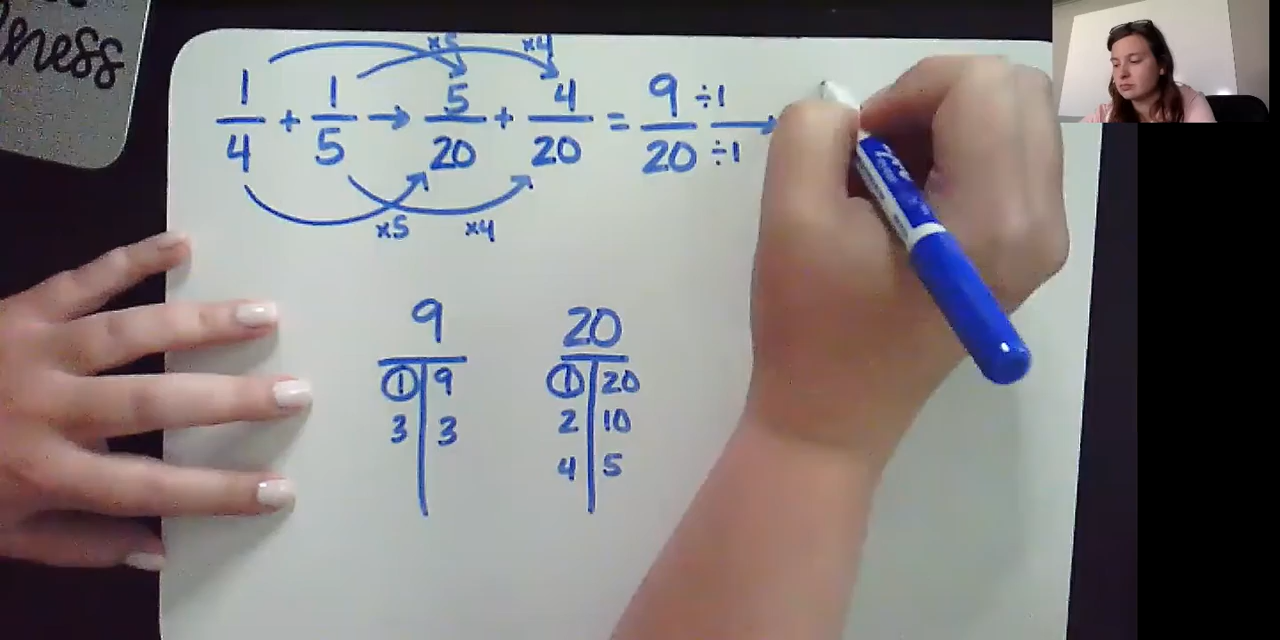 ness
×5 ×4
1/4 + 1/5 → 5/20 + 4/20 = 9/20 ÷1/÷1 →
×5 ×4
9 20
1 | 9 1 | 20
3 | 3 2 | 10
4 | 5